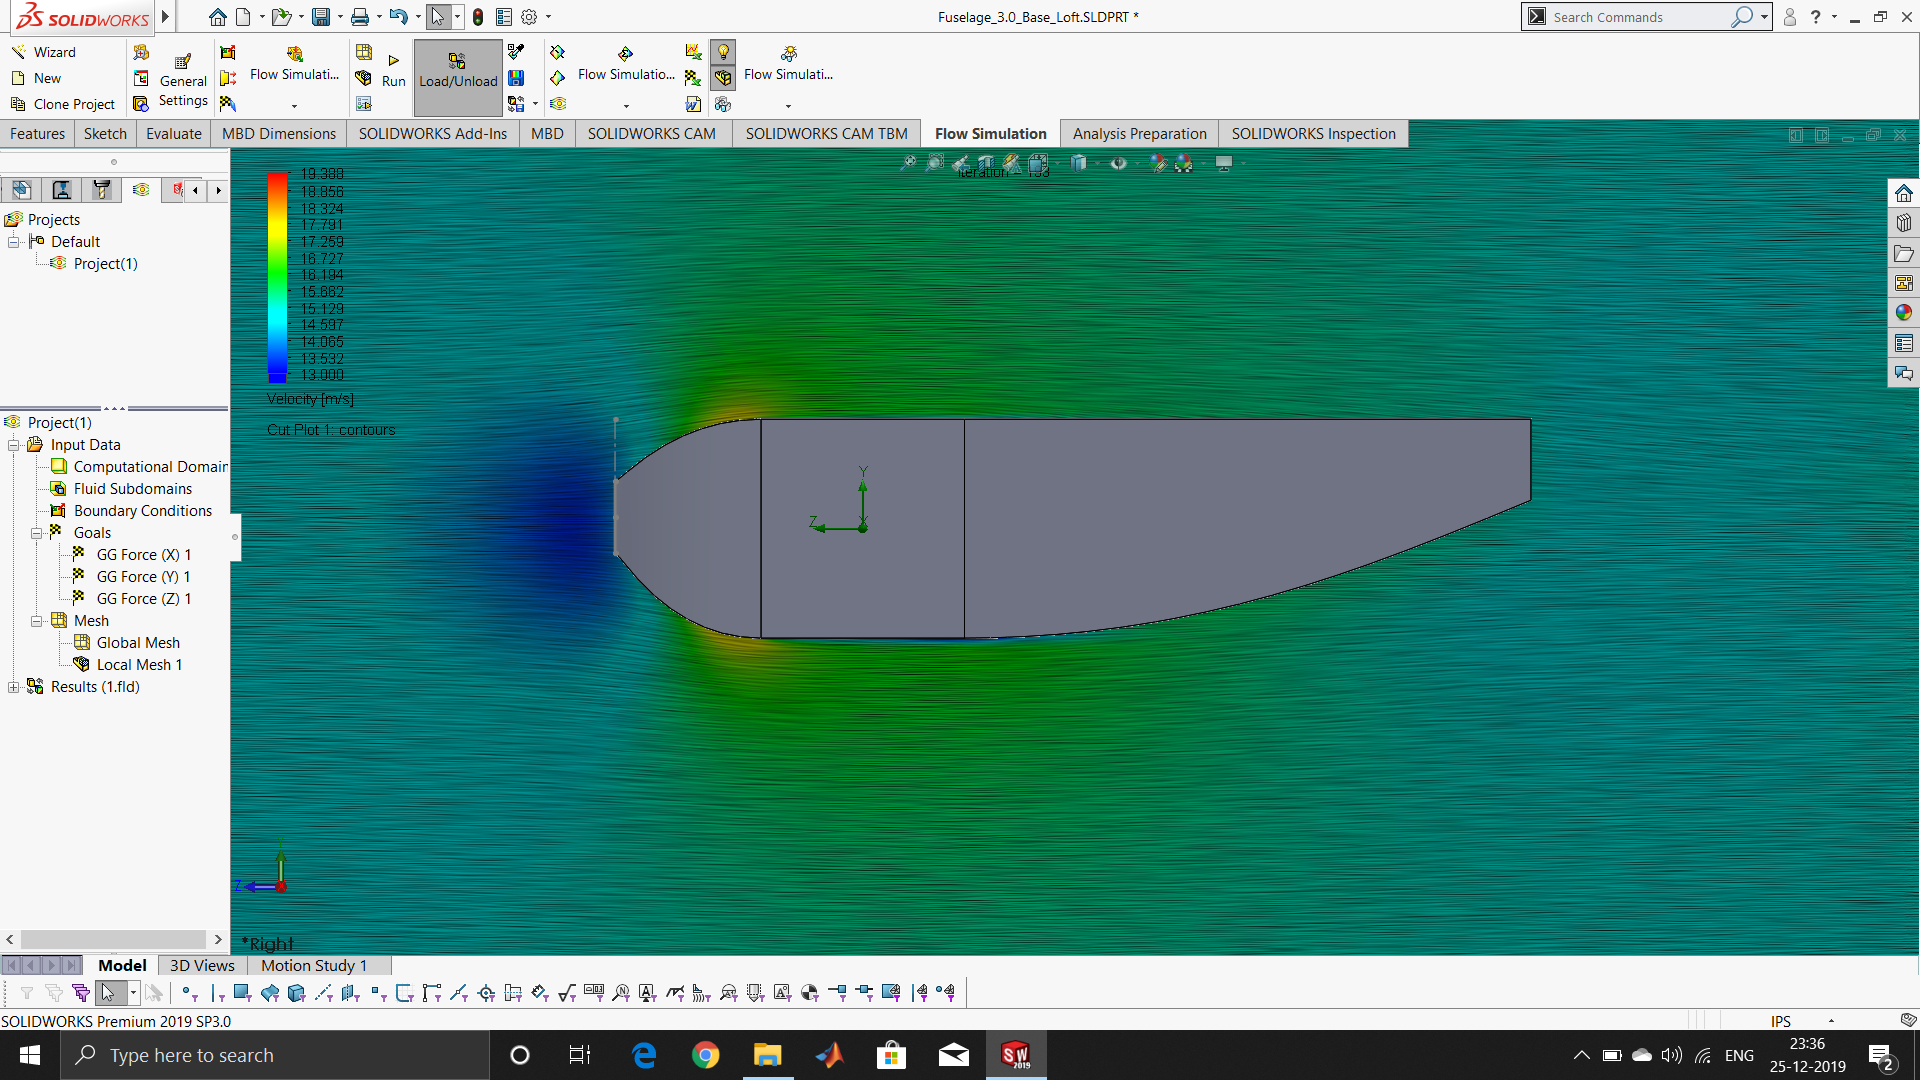 SOLIDWORKS
Fuselage_3.0_Base_Loft.SLDPRT *
Search Commands
Wizard
New
Clone Project
General
Settings
Flow Simulati...
Run
Load/Unload
Flow Simulatio...
Flow Simulati...
Features
Sketch
Evaluate
MBD Dimensions
SOLIDWORKS Add-Ins
MBD
SOLIDWORKS CAM
SOLIDWORKS CAM TBM
Flow Simulation
Analysis Preparation
SOLIDWORKS Inspection
Projects
Default
Project(1)
Project(1)
Input Data
Computational Domain
Fluid Subdomains
Boundary Conditions
Goals
GG Force (X) 1
GG Force (Y) 1
GG Force (Z) 1
Mesh
Global Mesh
Local Mesh 1
Results (1.fld)
19.388
18.856
18.324
17.791
17.259
16.727
16.194
15.662
15.129
14.597
14.065
13.532
13.000
Velocity [m/s]
Cut Plot 1: contours
Y
Z
X
Z
*Right
Model
3D Views
Motion Study 1
SOLIDWORKS Premium 2019 SP3.0
IPS
Type here to search
SW
2019
ENG
23:36
25-12-2019
2